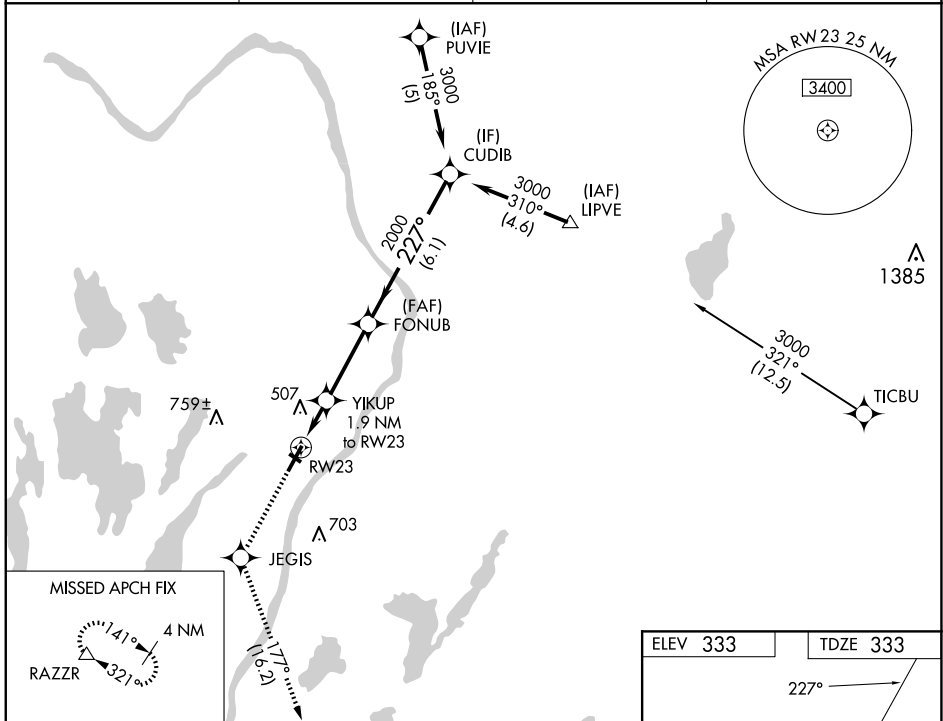 (IAF)
PUVIE
3000
185°
(5)
MSA RW23 25 NM
3400
(IF)
CUDIB
3000
310°
(4.6)
(IAF)
LIPVE
2000
227°
(6.1)
1385
(FAF)
FONUB
3000
321°
(12.5)
TICBU
759±
507
YIKUP
1.9 NM
to RW23
RW23
703
JEGIS
177°
(16.2)
MISSED APCH FIX
141°
4 NM
RAZZR
321°
ELEV 333
TDZE 333
227°